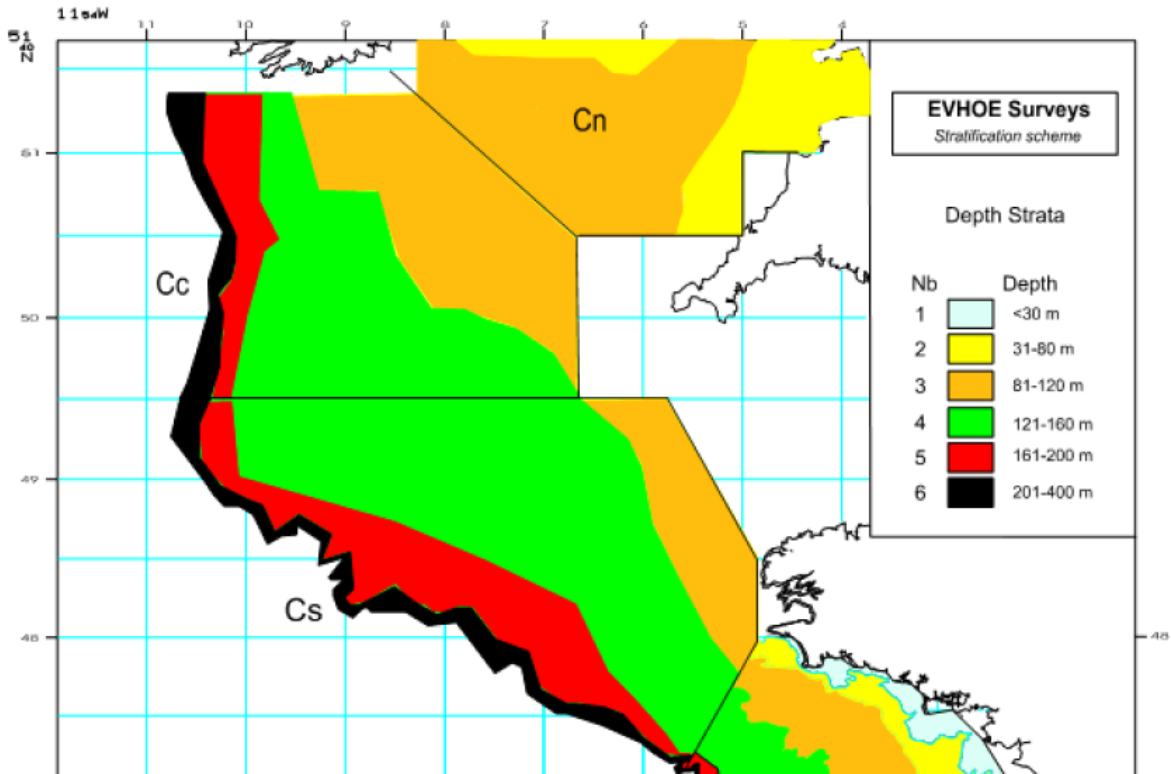 11 54W
11 10 9 8 7 6 5 4
51
40
N
51
50
49
48
48
Cn
Cc
Cs
EVHOE Surveys
Stratification scheme
Depth Strata
Nb Depth
1 <30 m
2 31-80 m
3 81-120 m
4 121-160 m
5 161-200 m
6 201-400 m